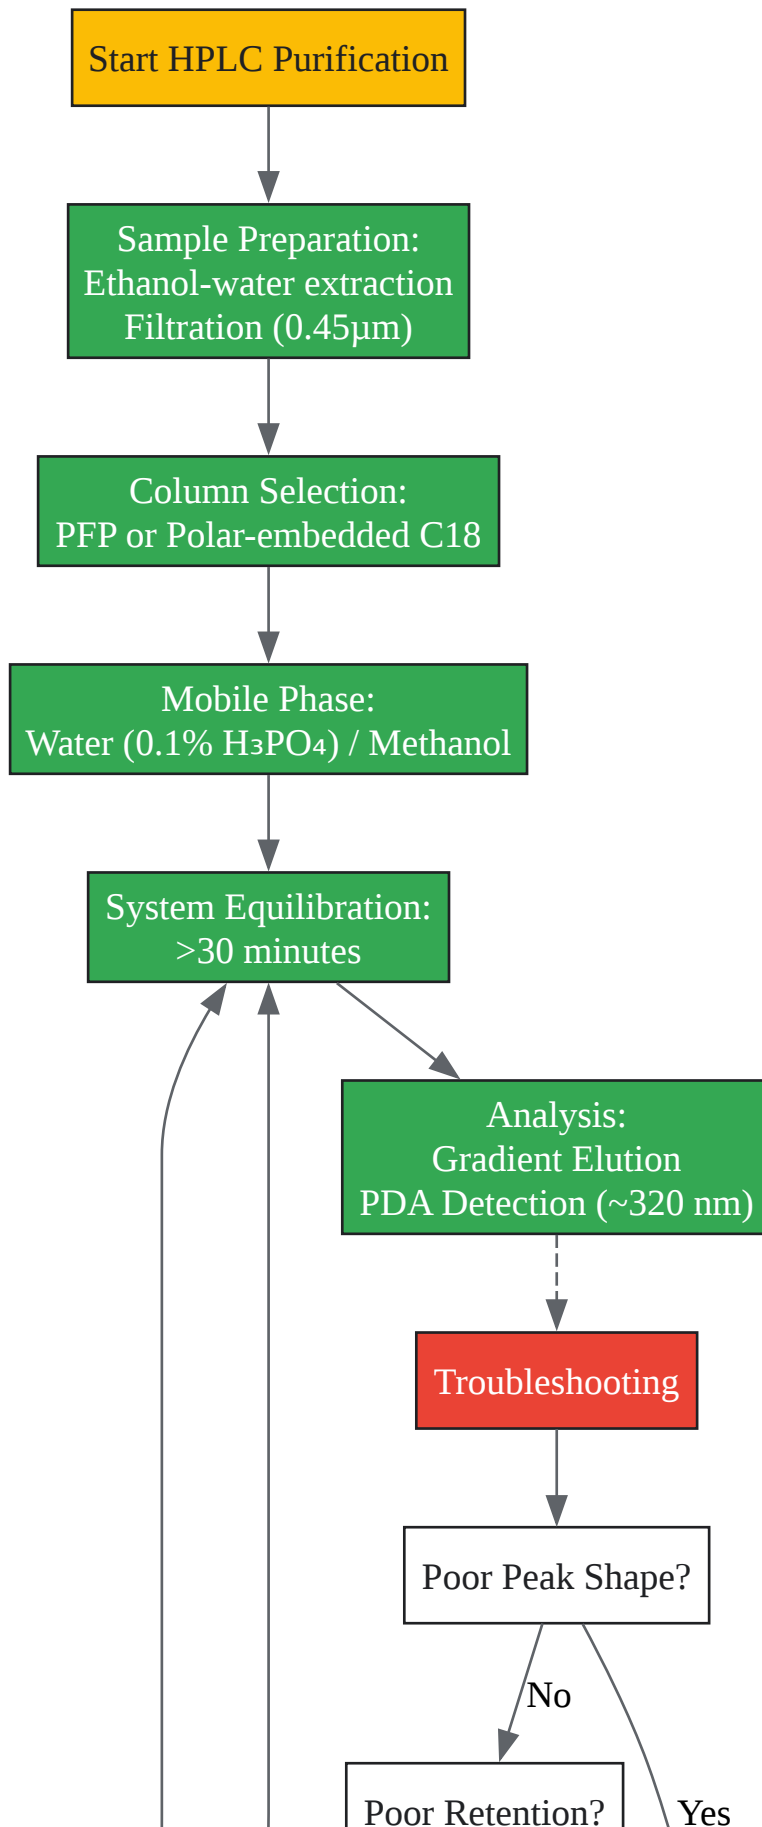 Start HPLC Purification
Sample Preparation:
Ethanol-water extraction
Filtration (0.45µm)
Column Selection:
PFP or Polar-embedded C18
Mobile Phase:
Water (0.1% H₃PO₄) / Methanol
System Equilibration:
>30 minutes
Analysis:
Gradient Elution
PDA Detection (~320 nm)
Troubleshooting
Poor Peak Shape?
No
Poor Retention?
Yes